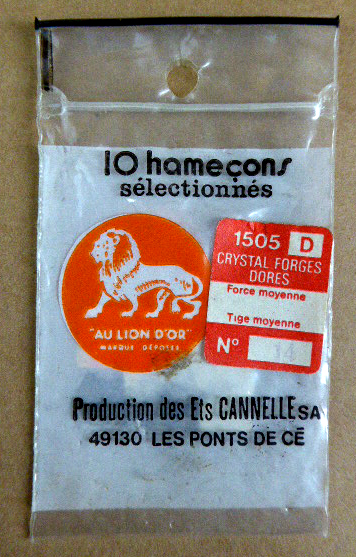 10 hameçons
sélectionnés
"AU LION D'OR"
MARQUE DÉPOSÉE
1505 D
CRYSTAL FORGES
DORES
Force moyenne
Tige moyenne
N° 14
Production des Ets CANNELLE SA
49130 LES PONTS DE CÉ